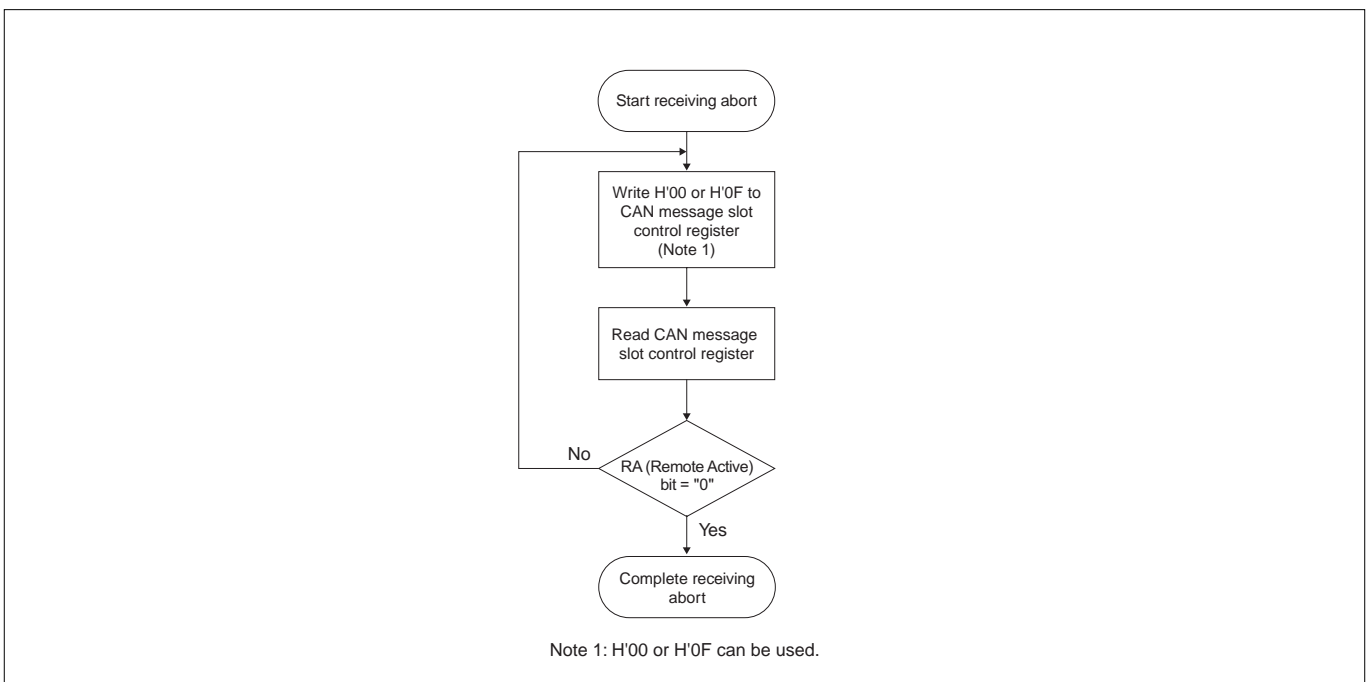 Start receiving abort
Write H'00 or H'0F to
CAN message slot
control register
(Note 1)
Read CAN message
slot control register
No
RA (Remote Active)
bit = "0"
Yes
Complete receiving
abort
Note 1: H'00 or H'0F can be used.